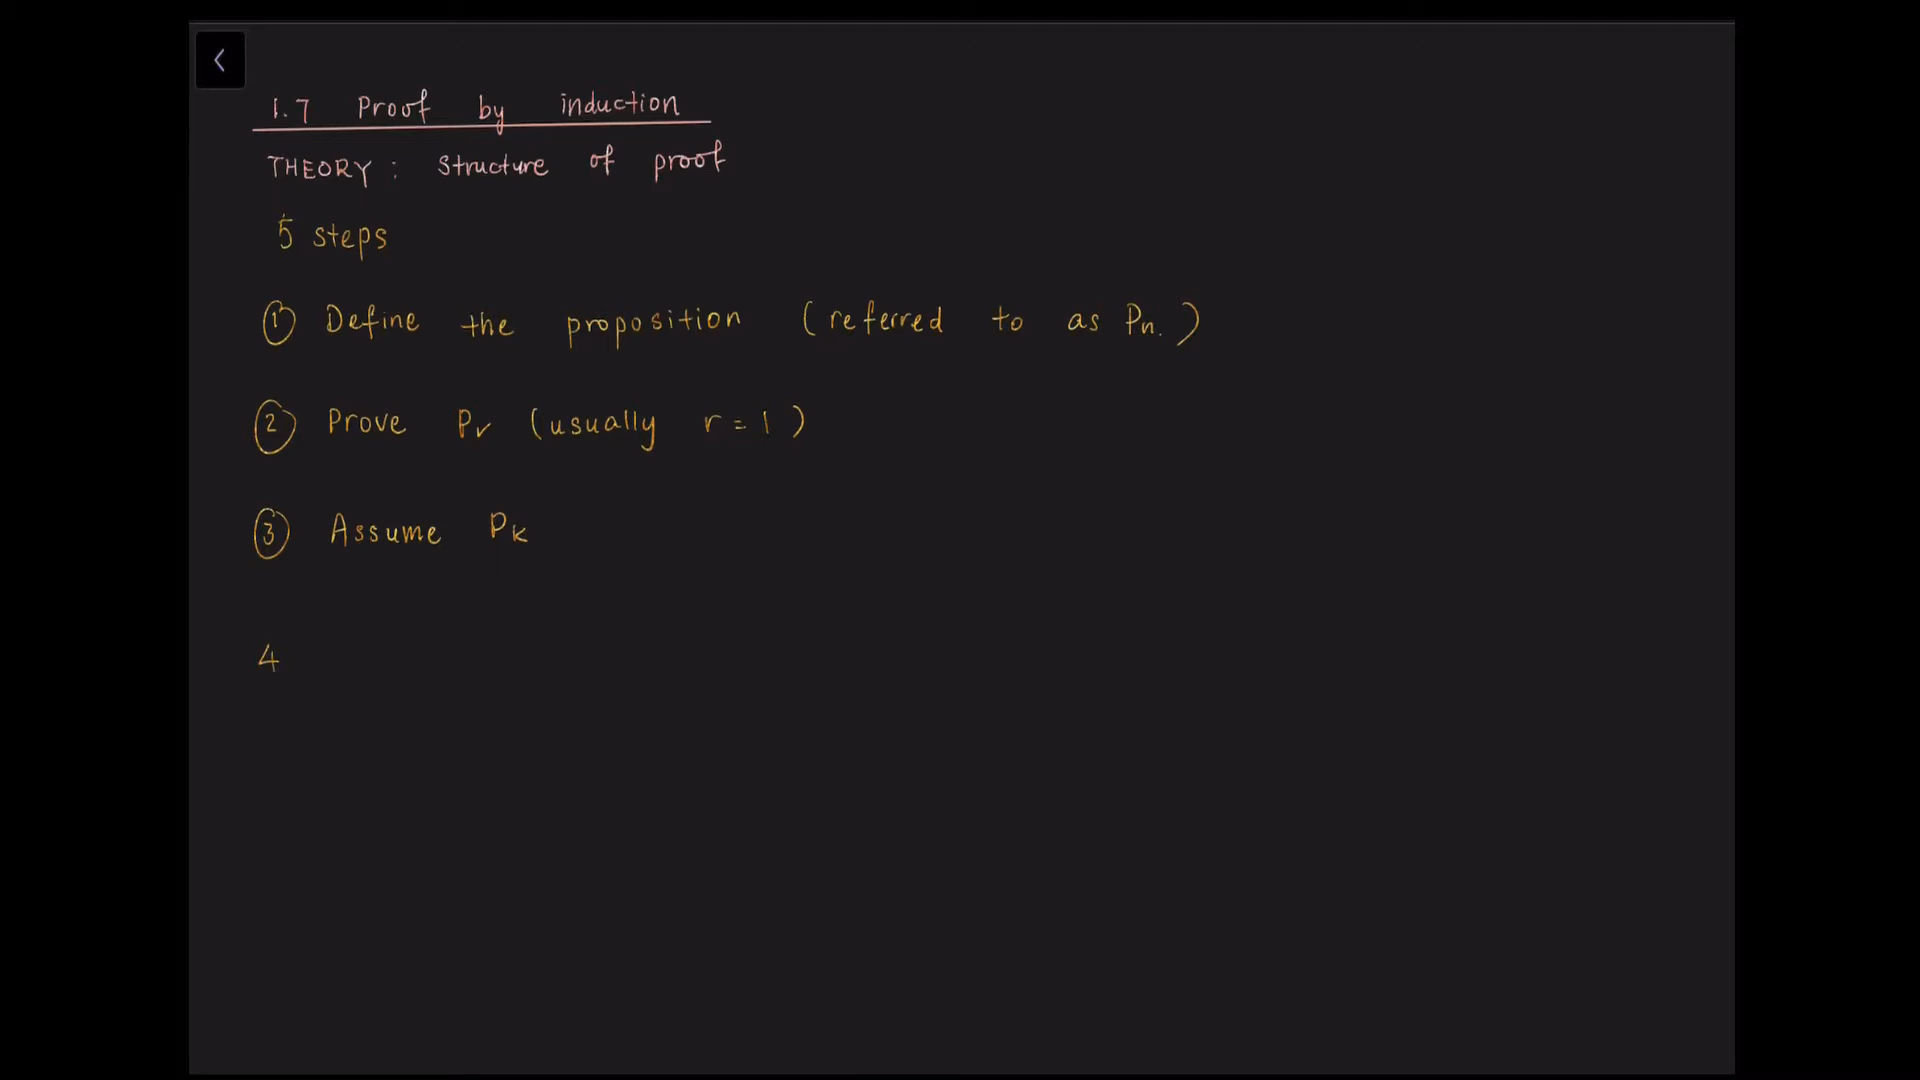 1.7 Proof by induction
THEORY: Structure of proof
5 steps
① Define the proposition (referred to as Pn.)
② Prove Pr (usually r = 1)
③ Assume Pk
4